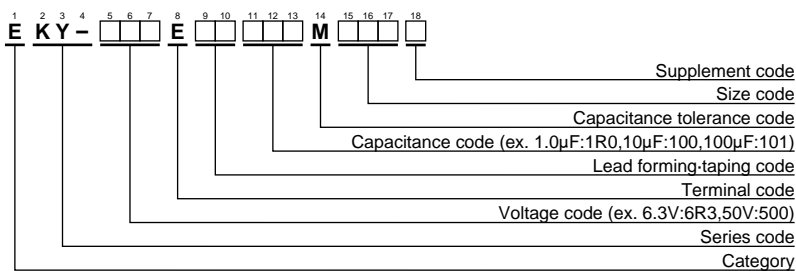 1 2 3 4 5 6 7 8 9 10 11 12 13 14 15 16 17 18
E K Y – E M
Supplement code
Size code
Capacitance tolerance code
Capacitance code (ex. 1.0µF:1R0,10µF:100,100µF:101)
Lead forming·taping code
Terminal code
Voltage code (ex. 6.3V:6R3,50V:500)
Series code
Category